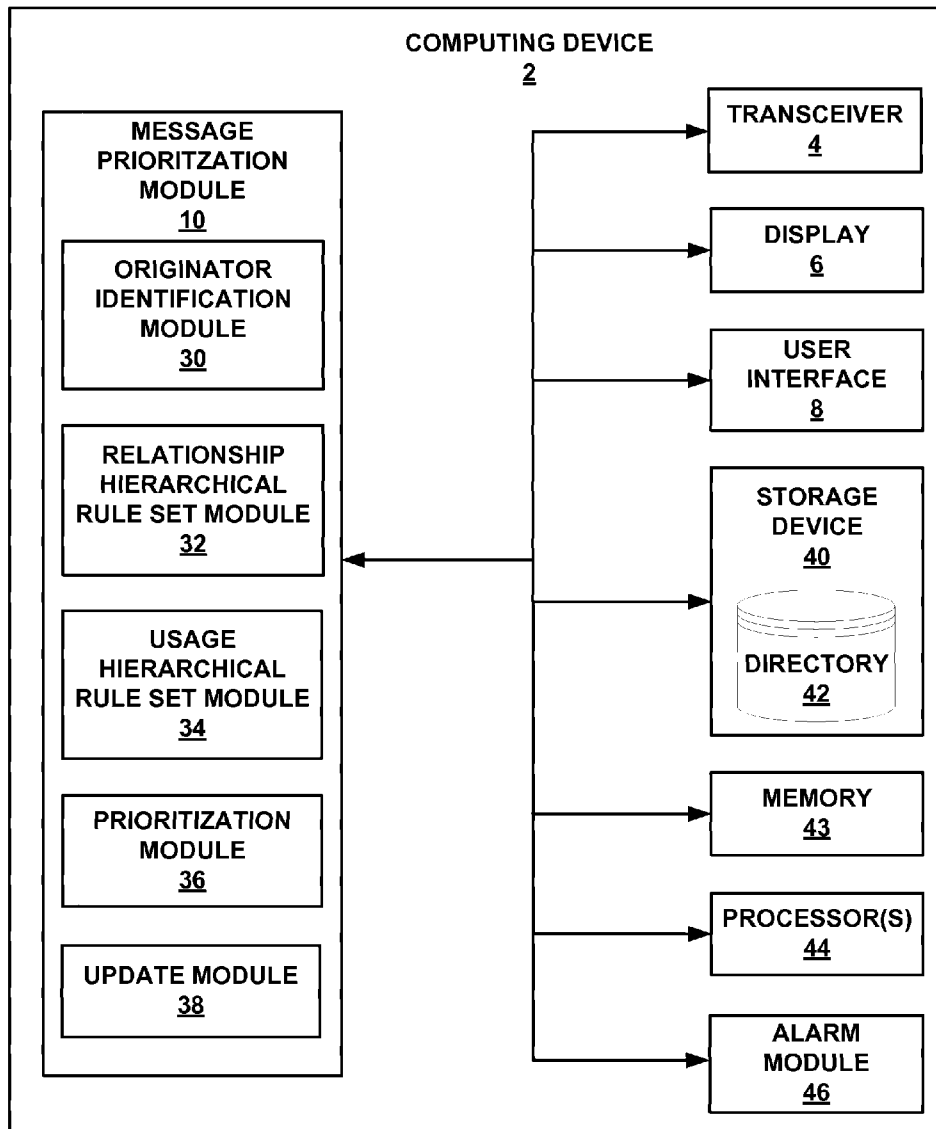 COMPUTING DEVICE
2
MESSAGE
PRIORITZATION
MODULE
10
ORIGINATOR
IDENTIFICATION
MODULE
30
RELATIONSHIP
HIERARCHICAL
RULE SET MODULE
32
USAGE
HIERARCHICAL
RULE SET MODULE
34
PRIORITIZATION
MODULE
36
UPDATE MODULE
38
TRANSCEIVER
4
DISPLAY
6
USER
INTERFACE
8
STORAGE
DEVICE
40
DIRECTORY
42
MEMORY
43
PROCESSOR(S)
44
ALARM
MODULE
46